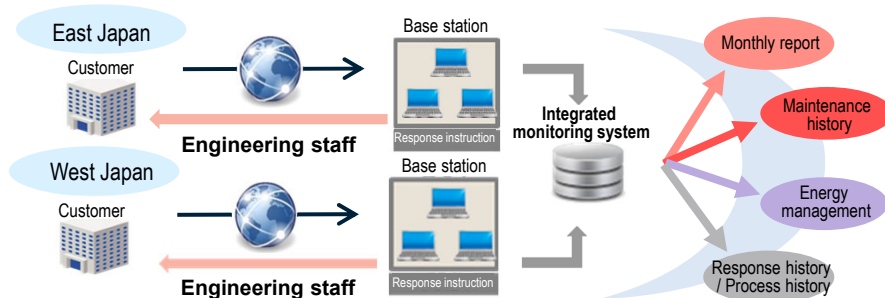 East Japan
Customer
Base station
Response instruction
Engineering staff
West Japan
Customer
Base station
Response instruction
Engineering staff
Integrated
monitoring system
Monthly report
Maintenance
history
Energy
management
Response history
/ Process history